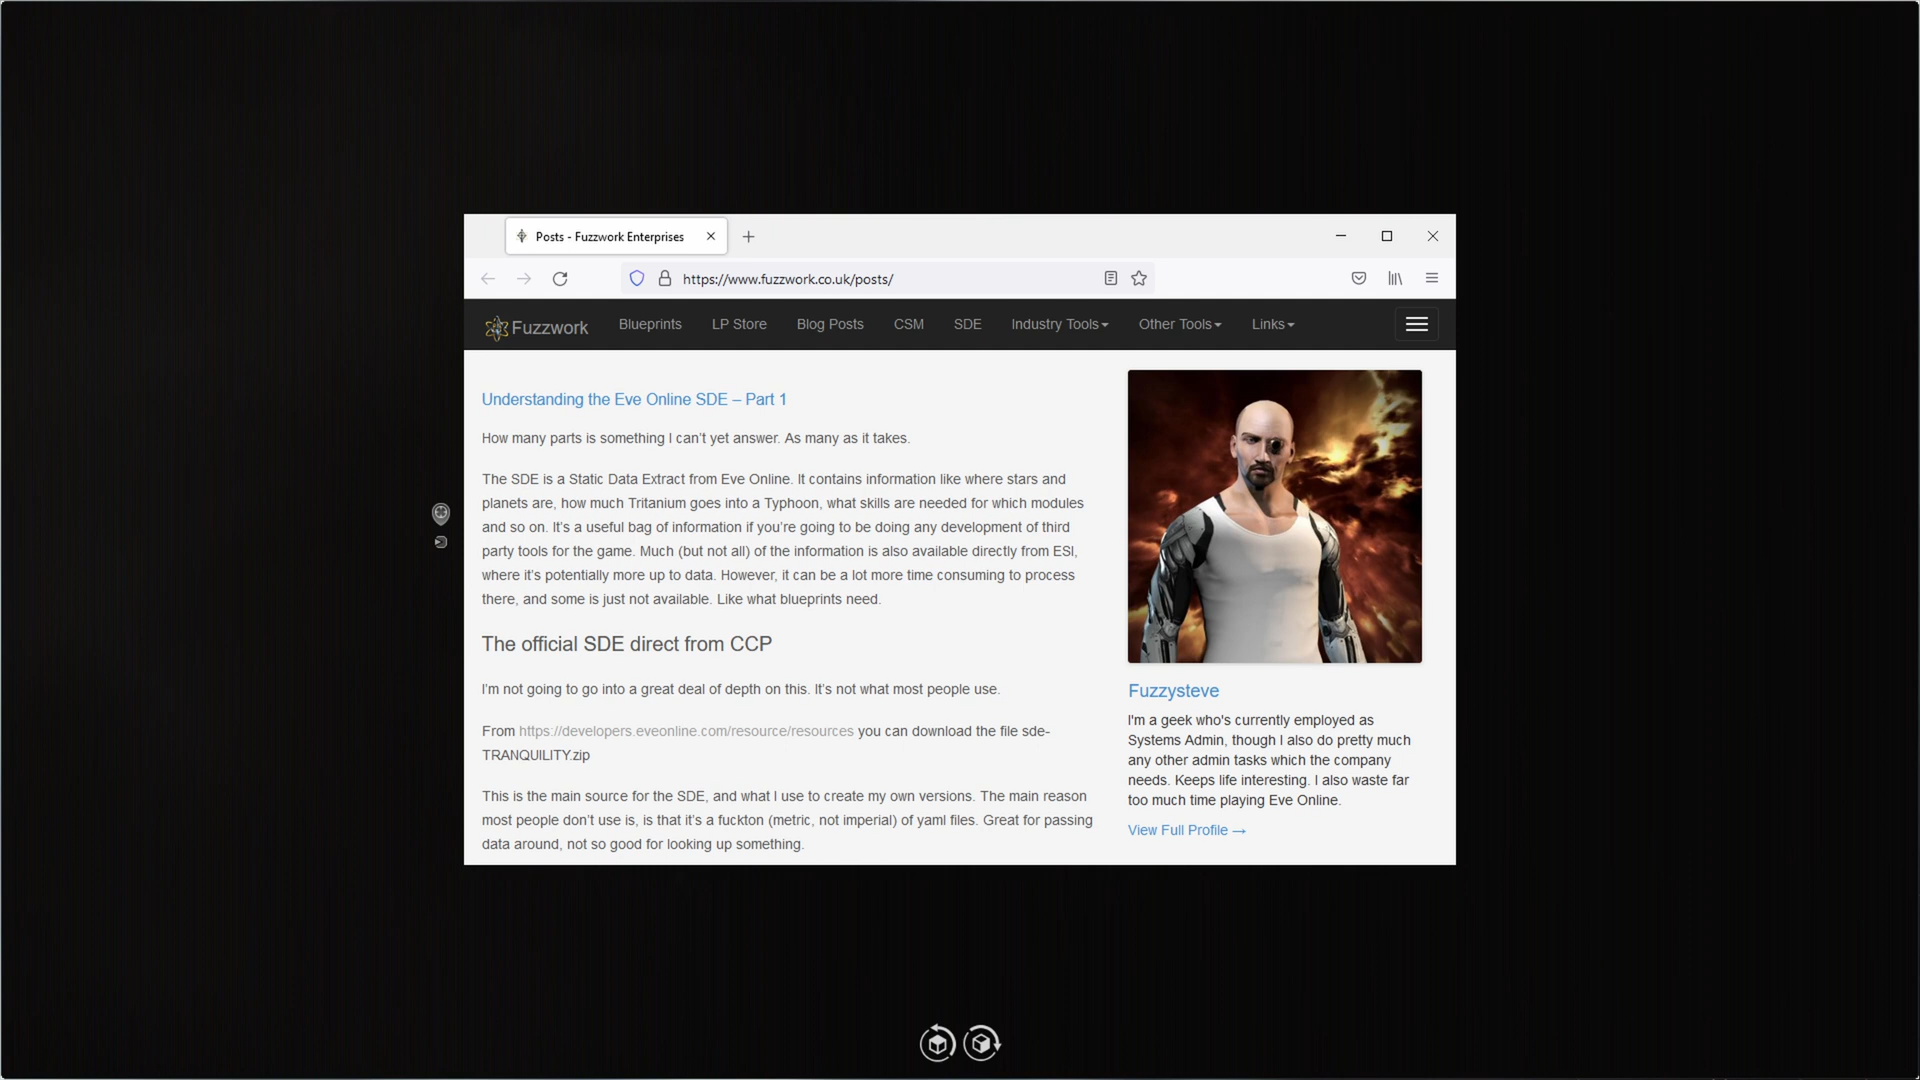 Posts - Fuzzwork Enterprises
https://www.fuzzwork.co.uk/posts/
Fuzzwork
Blueprints
LP Store
Blog Posts
CSM
SDE
Industry Tools
Other Tools
Links
Understanding the Eve Online SDE – Part 1
How many parts is something I can’t yet answer. As many as it takes.
The SDE is a Static Data Extract from Eve Online. It contains information like where stars and
planets are, how much Tritanium goes into a Typhoon, what skills are needed for which modules
and so on. It’s a useful bag of information if you’re going to be doing any development of third
party tools for the game. Much (but not all) of the information is also available directly from ESI,
where it’s potentially more up to data. However, it can be a lot more time consuming to process
there, and some is just not available. Like what blueprints need.
The official SDE direct from CCP
I’m not going to go into a great deal of depth on this. It’s not what most people use.
From https://developers.eveonline.com/resource/resources you can download the file sde-
TRANQUILITY.zip
This is the main source for the SDE, and what I use to create my own versions. The main reason
most people don’t use is, is that it’s a fuckton (metric, not imperial) of yaml files. Great for passing
data around, not so good for looking up something.
Fuzzysteve
I'm a geek who's currently employed as
Systems Admin, though I also do pretty much
any other admin tasks which the company
needs. Keeps life interesting. I also waste far
too much time playing Eve Online.
View Full Profile →